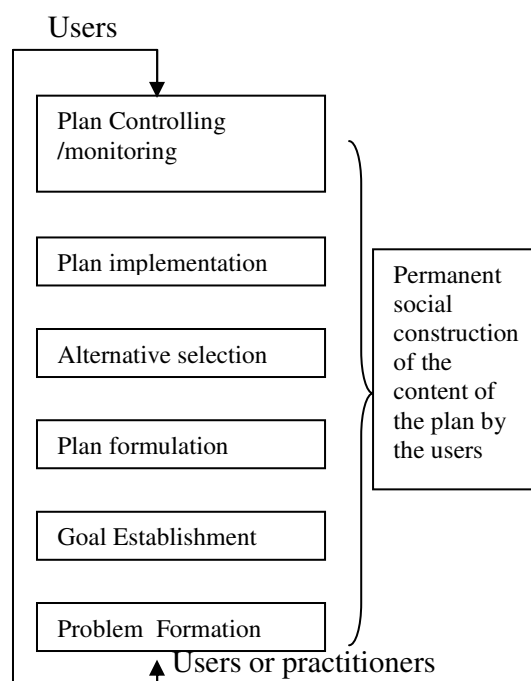 Users
Plan Controlling
/monitoring
Plan implementation
Alternative selection
Plan formulation
Goal Establishment
Problem Formation
Permanent
social
construction
of the
content of
the plan by
the users
Users or practitioners